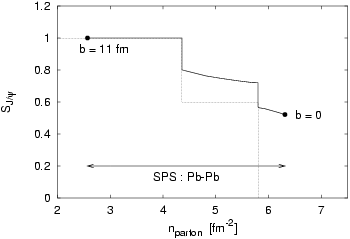 1.2
1
0.8
0.6
0.4
0.2
0
S_J/ψ
b = 11 fm
b = 0
SPS : Pb-Pb
2 3 4 5 6 7
n_parton [fm^-2]